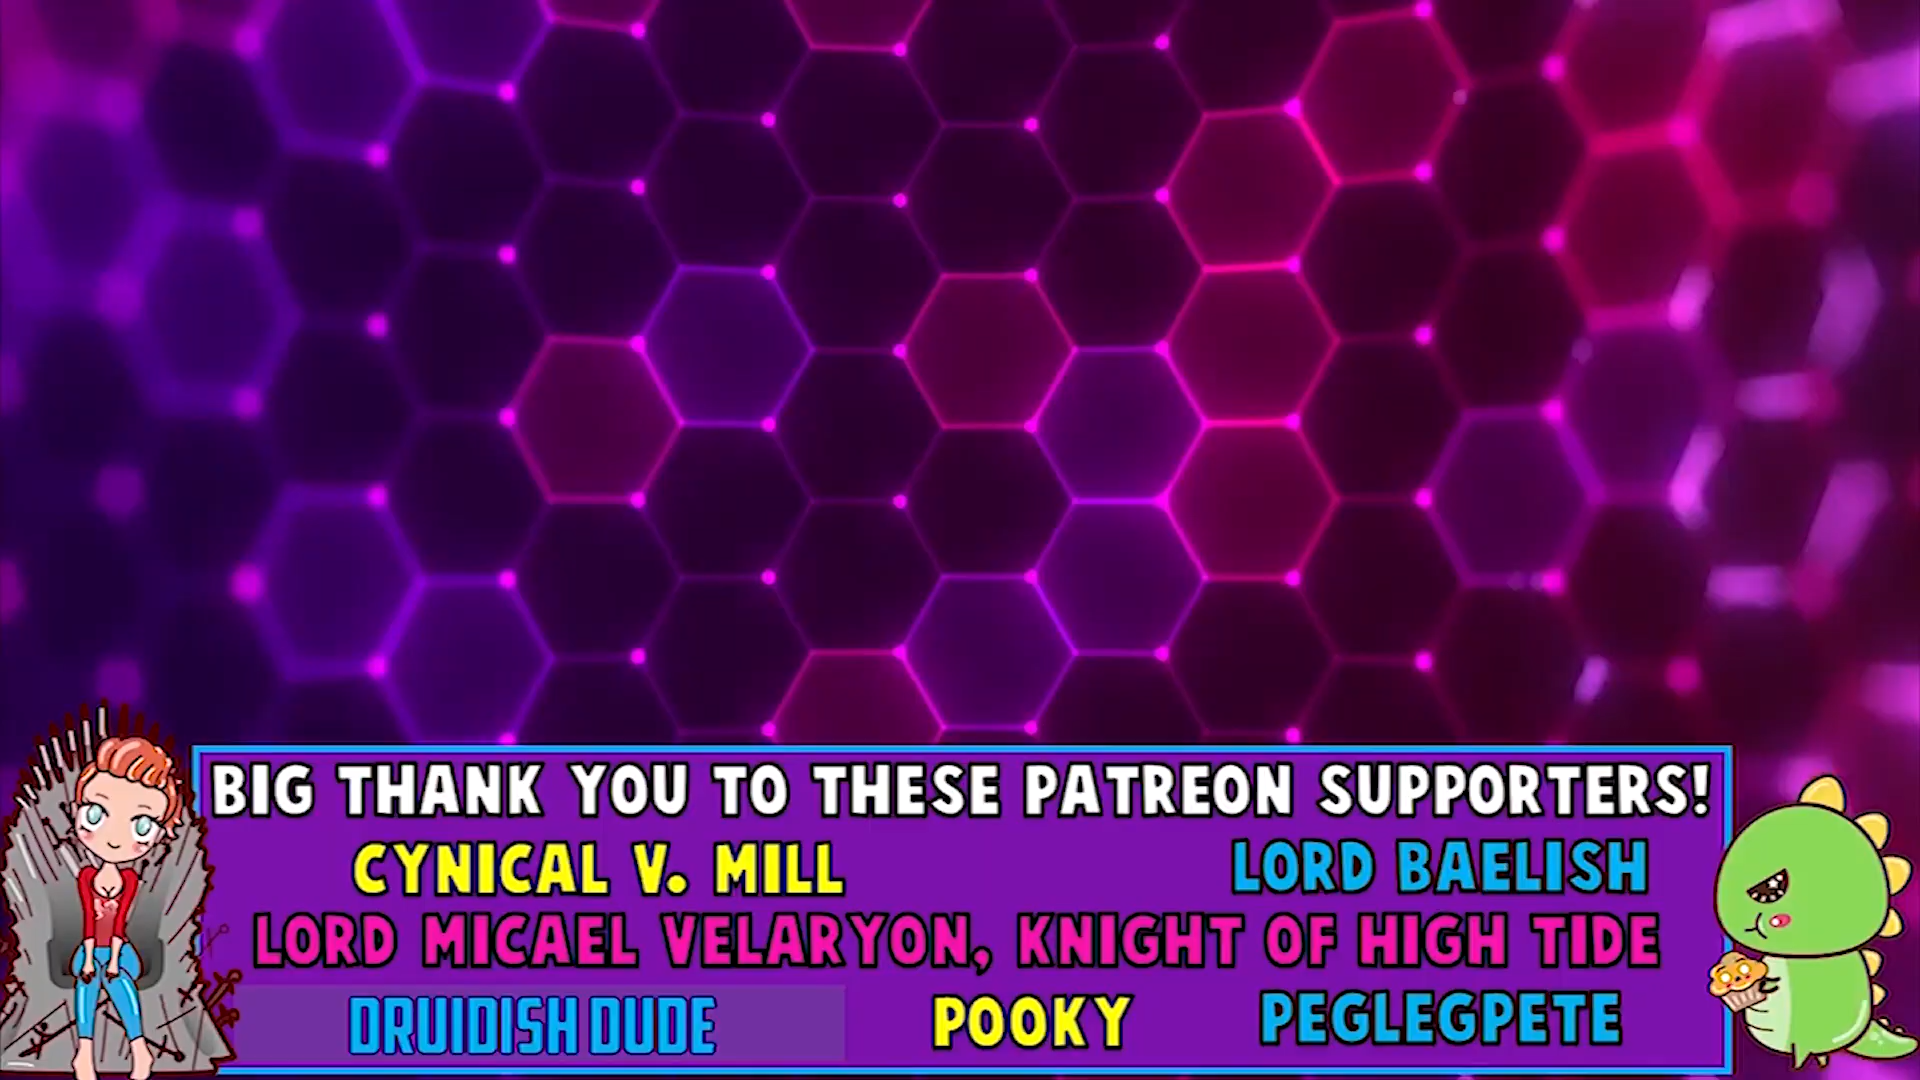 BIG THANK YOU TO THESE PATREON SUPPORTERS!
CYNICAL V. MILL LORD BAELISH
LORD MICAEL VELARYON, KNIGHT OF HIGH TIDE
DRUIDISH DUDE POOKY PEGLEGPETE